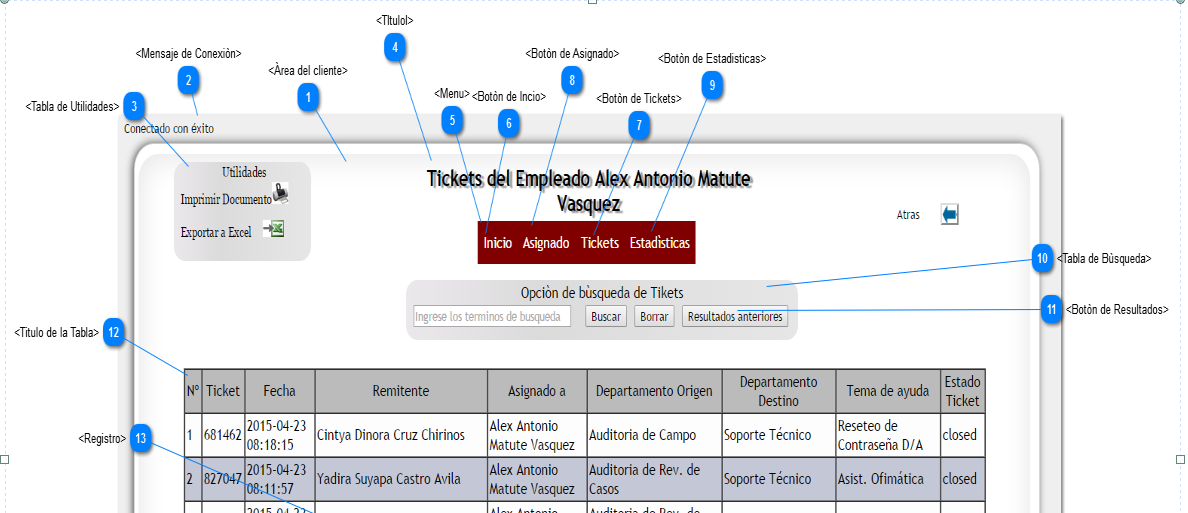 <Tltulol>
4
<Mensaje de Conexiòn>
2
<Àrea del cliente>
1
<Botòn de Asignado>
8
<Botòn de Estadisticas>
9
<Tabla de Utilidades>
3
<Menu>
5
<Botòn de Incio>
6
<Botòn de Tickets>
7
Conectado con éxito
Utilidades
Imprimir Documento
Exportar a Excel
Tickets del Empleado Alex Antonio Matute
Vasquez
Atras
Inicio Asignado Tickets Estadìsticas
10 <Tabla de Bùsqueda>
Opciòn de bùsqueda de Tikets
Ingrese los terminos de busqueda Buscar Borrar Resultados anteriores
11 <Botòn de Resultados>
<Titulo de la Tabla> 12
Nº Ticket Fecha Remitente Asignado a Departamento Origen Departamento Destino Tema de ayuda Estado Ticket
1 681462 2015-04-23 08:18:15 Cintya Dinora Cruz Chirinos Alex Antonio Matute Vasquez Auditoria de Campo Soporte Técnico Reseteo de Contraseña D/A closed
<Registro> 13
2 827047 2015-04-23 08:11:57 Yadira Suyapa Castro Avila Alex Antonio Matute Vasquez Auditoria de Rev. de Casos Soporte Técnico Asist. Ofimática closed
2015-04-23 Alex Antonio Auditoria de Rev. de